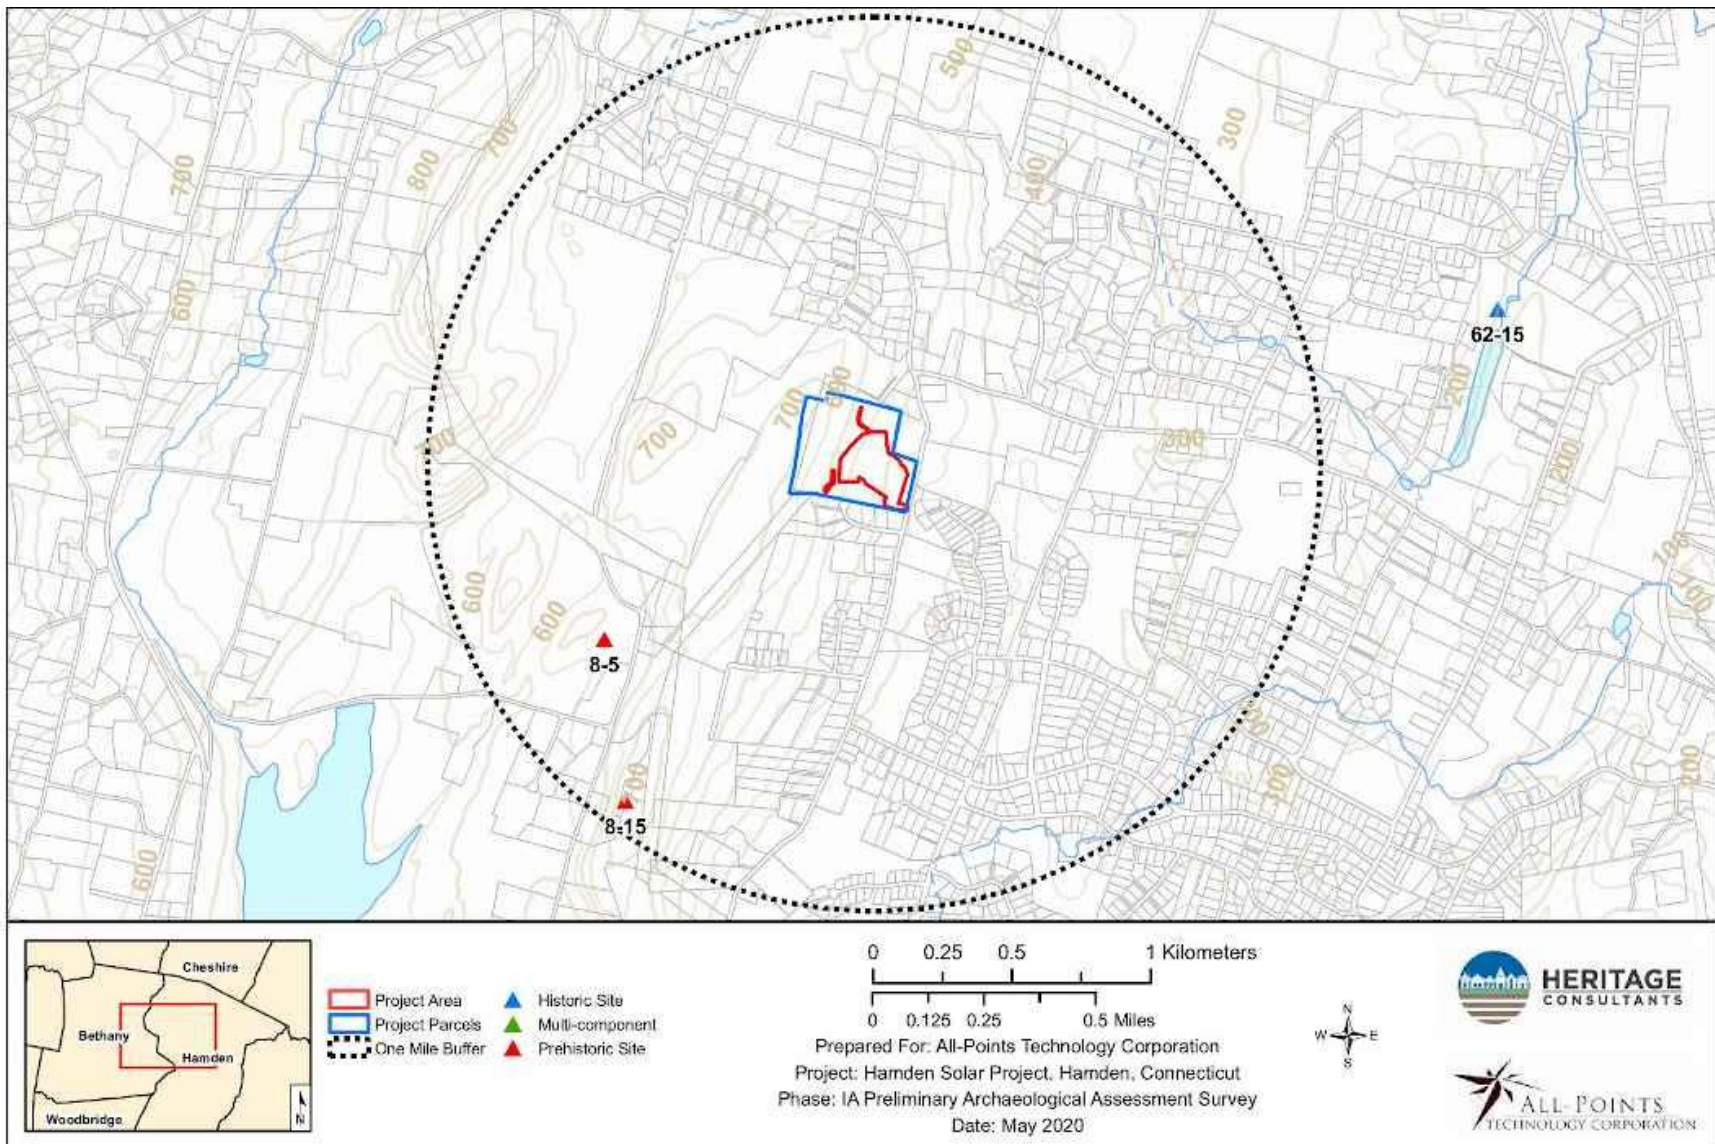 500
700
300
800
400
700
600
62-15
600
700
200
700
700
300
200
100
100
600
600
8-5
300
200
700
8-15
600
Cheshire
Bethany
Hamden
Woodbridge
N
Project Area
Project Parcels
One Mile Buffer
Historic Site
Multi-component
Prehistoric Site
0 0.25 0.5 1 Kilometers
0 0.125 0.25 0.5 Miles
Prepared For: All-Points Technology Corporation
Project: Hamden Solar Project, Hamden, Connecticut
Phase: IA Preliminary Archaeological Assessment Survey
Date: May 2020
N
W E
S
HERITAGE
CONSULTANTS
ALL-POINTS
TECHNOLOGY CORPORATION